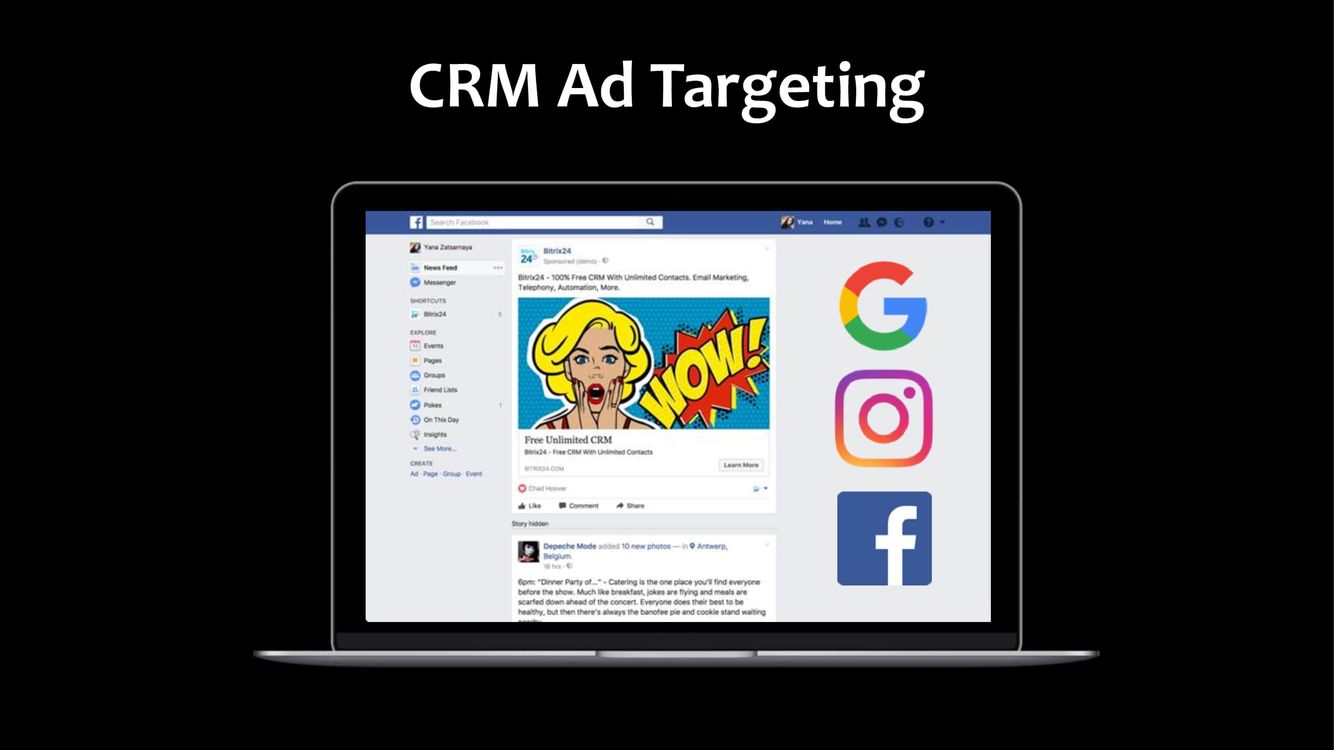 CRM Ad Targeting
Search Facebook
Yana Home
Yana Zatsarnaya
News Feed
Messenger
SHORTCUTS
Bitrix24 5
EXPLORE
Events
Pages
Groups
Friend Lists
Pokes 1
On This Day
Insights
See More...
CREATE
Ad · Page · Group · Event
Bitrix 24
Bitrix24
Sponsored (demo) ·
Bitrix24 - 100% Free CRM With Unlimited Contacts. Email Marketing,
Telephony, Automation, More.
WOW!
Free Unlimited CRM
Bitrix24 - Free CRM With Unlimited Contacts
BITRIX24.COM
Learn More
Chad Hoover
Like Comment Share
Story hidden
Depeche Mode added 10 new photos — in Antwerp,
Belgium.
18 hrs ·
6pm: "Dinner Party of..." - Catering is the one place you'll find everyone
before the show. Much like breakfast, jokes are flying and meals are
scarfed down ahead of the concert. Everyone does their best to be
healthy, but then there's always the banofee pie and cookie stand waiting